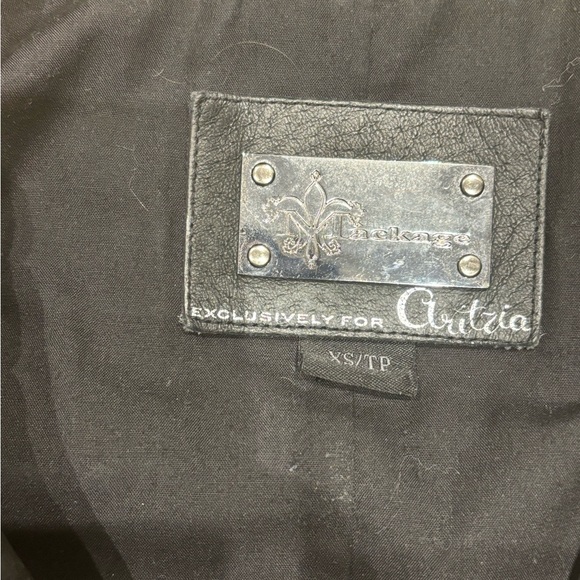 Mackage
EXCLUSIVELY FOR Aritzia
XS/TP